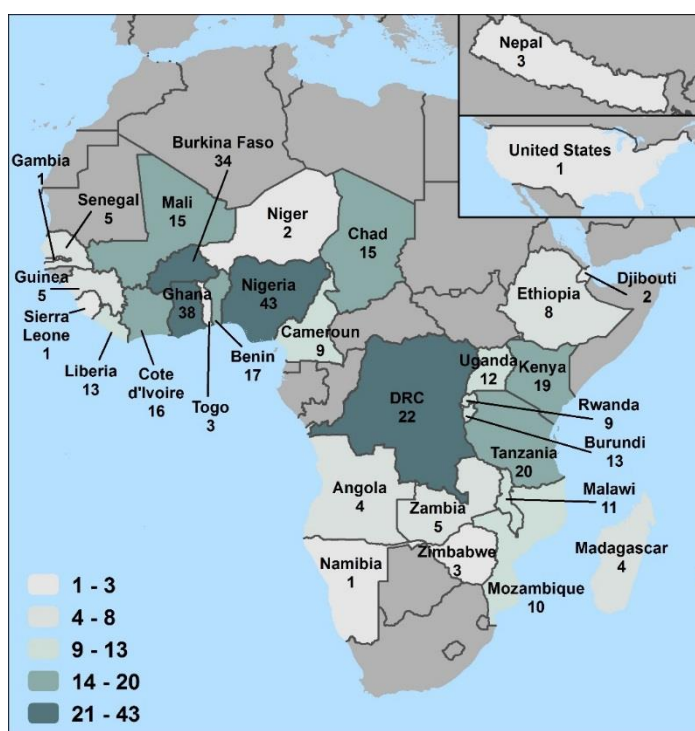 Nepal
3
United States
1
Burkina Faso
34
Gambia
1
Senegal
5
Mali
15
Niger
2
Chad
15
Guinea
5
Sierra
Leone
1
Liberia
13
Cote
d'Ivoire
16
Ghana
38
Togo
3
Benin
17
Nigeria
43
Cameroun
9
Ethiopia
8
Djibouti
2
Uganda
12
Kenya
19
DRC
22
Rwanda
9
Burundi
13
Tanzania
20
Malawi
11
Angola
4
Zambia
5
Zimbabwe
3
Namibia
1
Mozambique
10
Madagascar
4
1 - 3
4 - 8
9 - 13
14 - 20
21 - 43